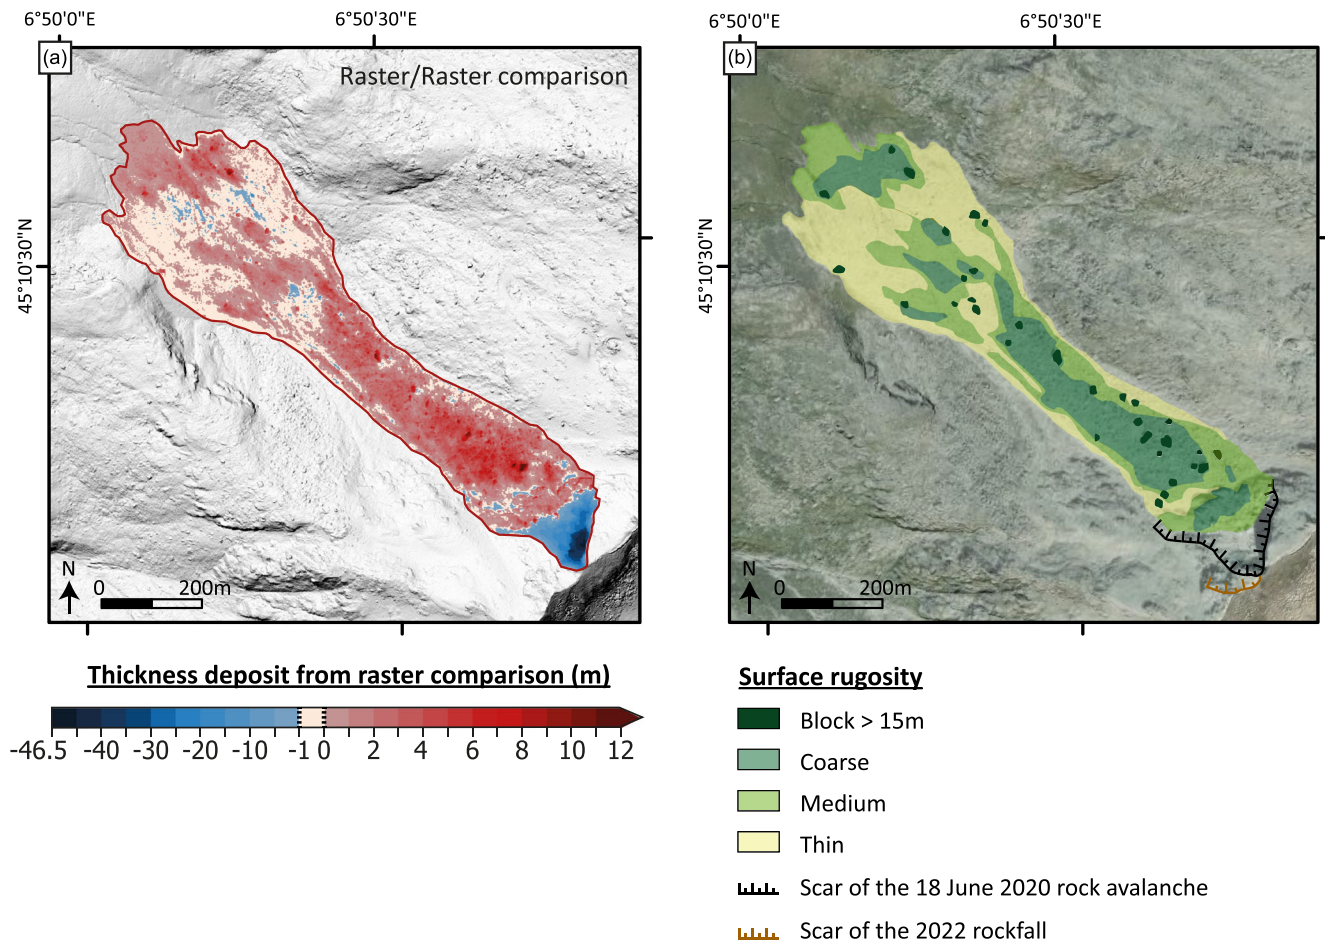 6°50'0"E
6°50'30"E
6°50'0"E
6°50'30"E
(a)
Raster/Raster comparison
(b)
45°10'30"N
45°10'30"N
N
0
200m
N
0
200m
Thickness deposit from raster comparison (m)
-46.5 -40 -30 -20 -10 -1 0 2 4 6 8 10 12
Surface rugosity
Block > 15m
Coarse
Medium
Thin
Scar of the 18 June 2020 rock avalanche
Scar of the 2022 rockfall